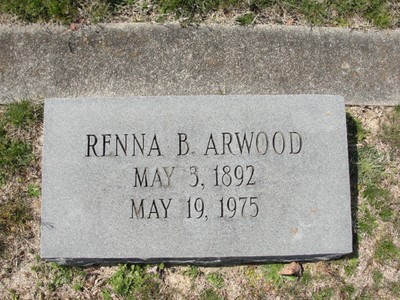 RENNA B. ARWOOD
MAY 3, 1892
MAY 19, 1975